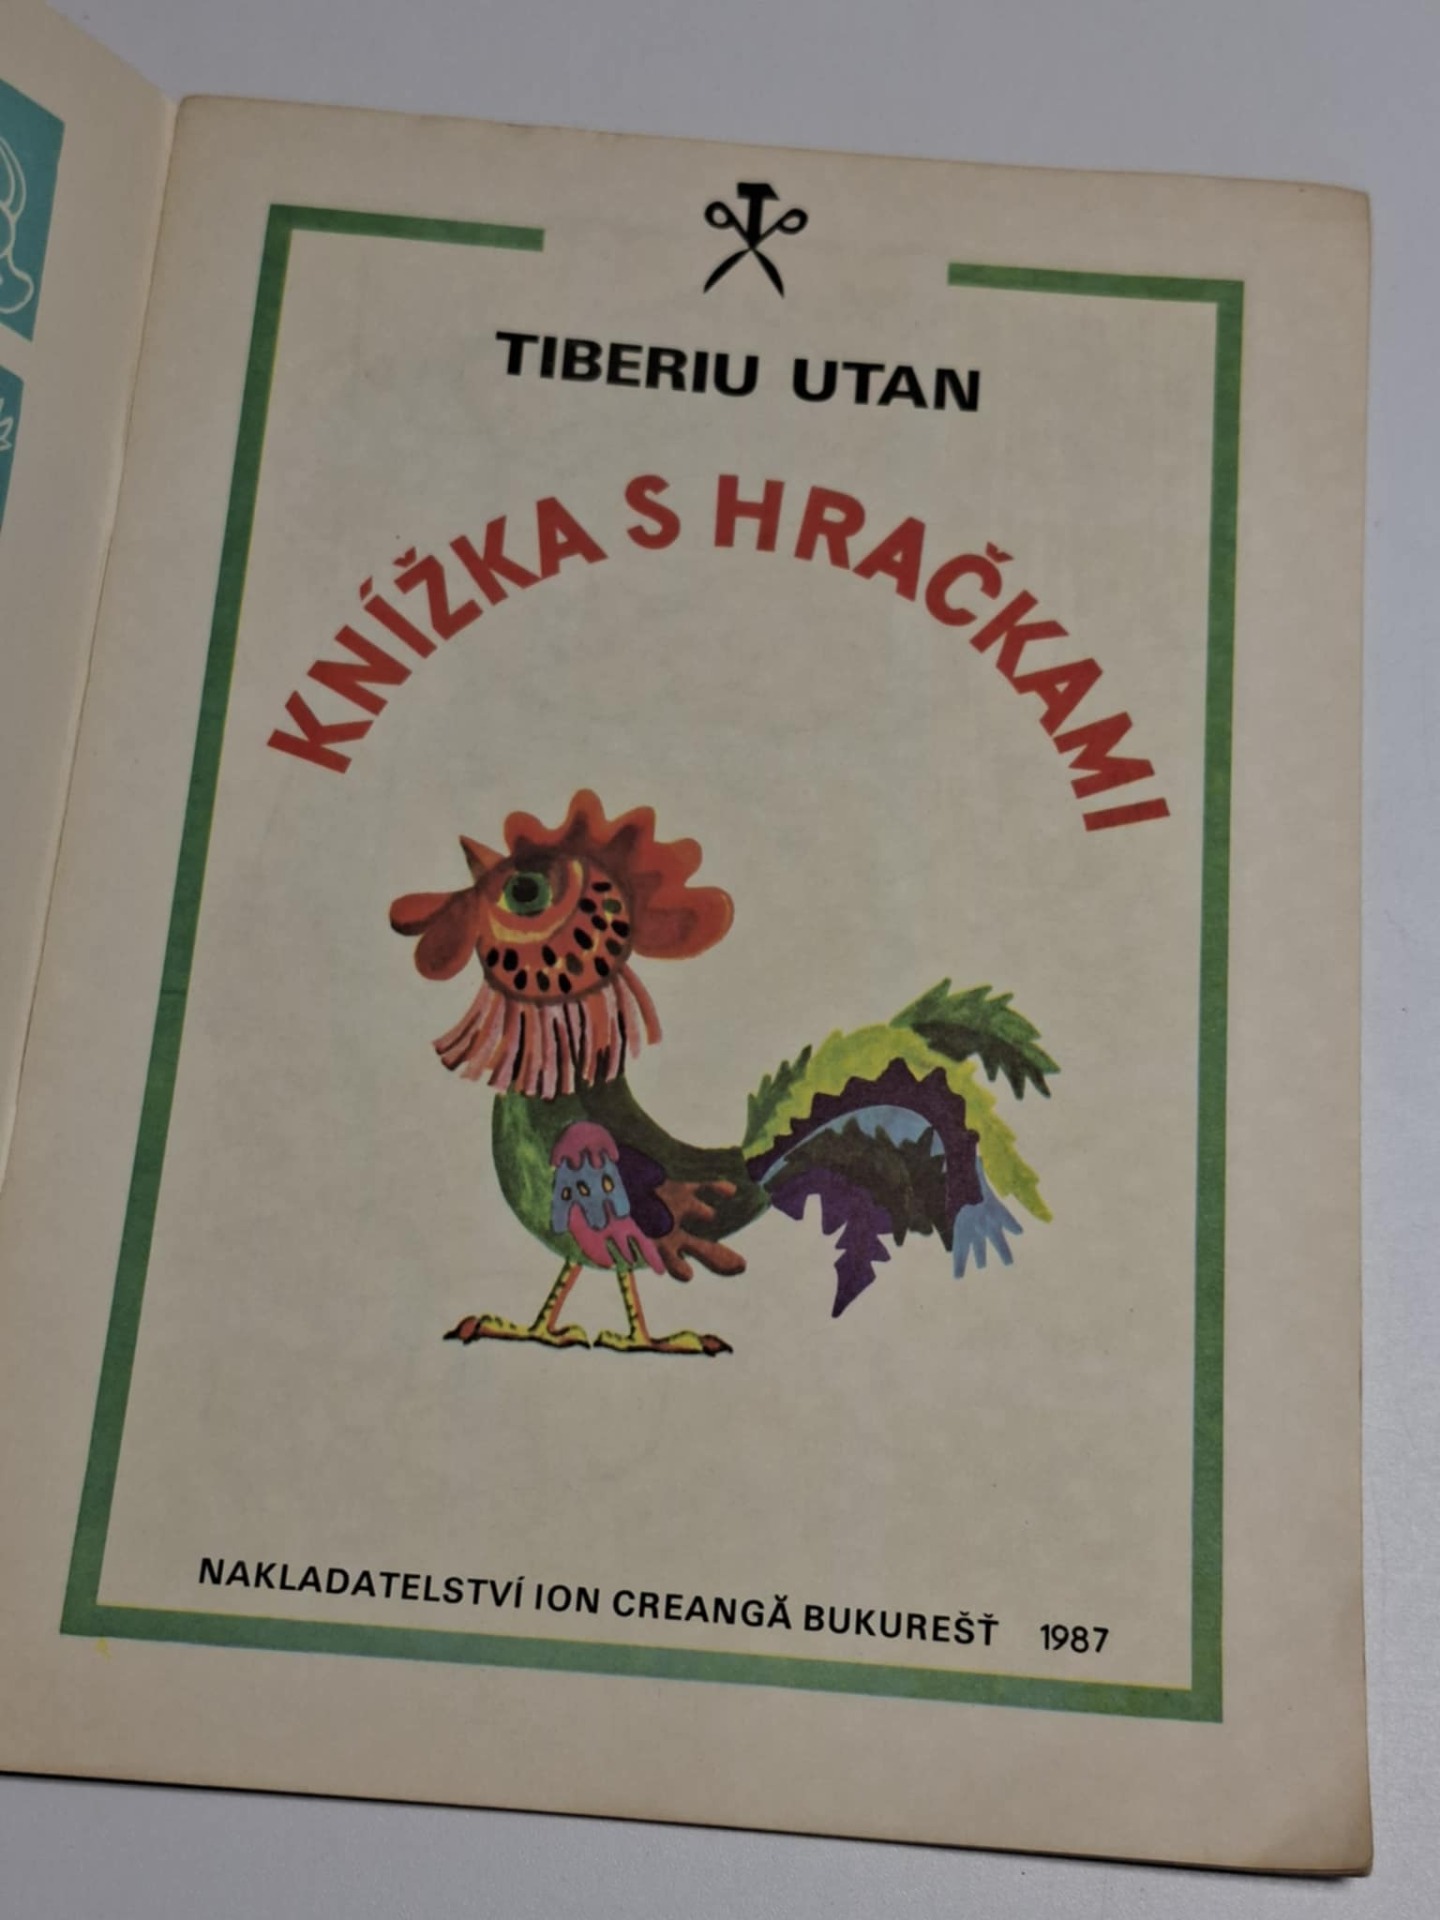 TIBERIU UTAN
KNÍŽKA S HRAČKAMI
NAKLADATELSTVÍ ION CREANGĂ BUKUREŠŤ 1987